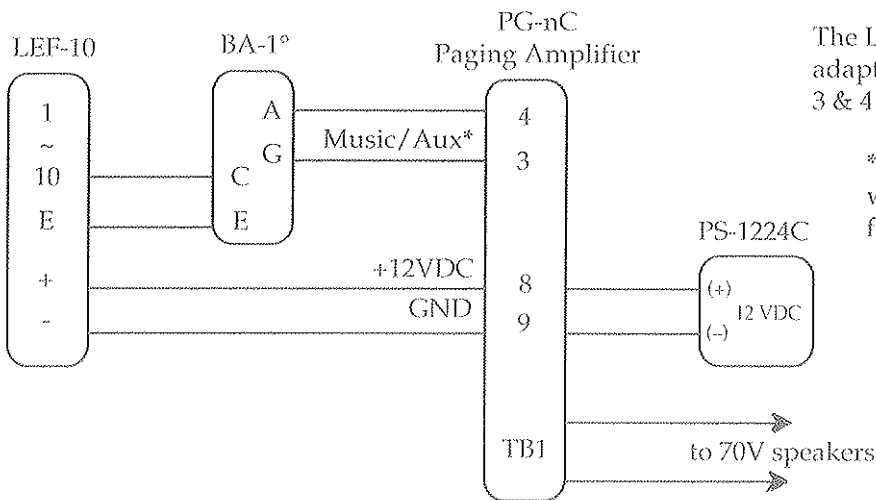 LEF-10
BA-1°
PG-nC
Paging Amplifier
The L
adapt
3 & 4
*
w
f
1
~
10
E
+
-
A
G
C
E
Music/Aux*
+12VDC
GND
4
3
8
9
TB1
PS-1224C
(+)
12 VDC
(-)
to 70V speakers